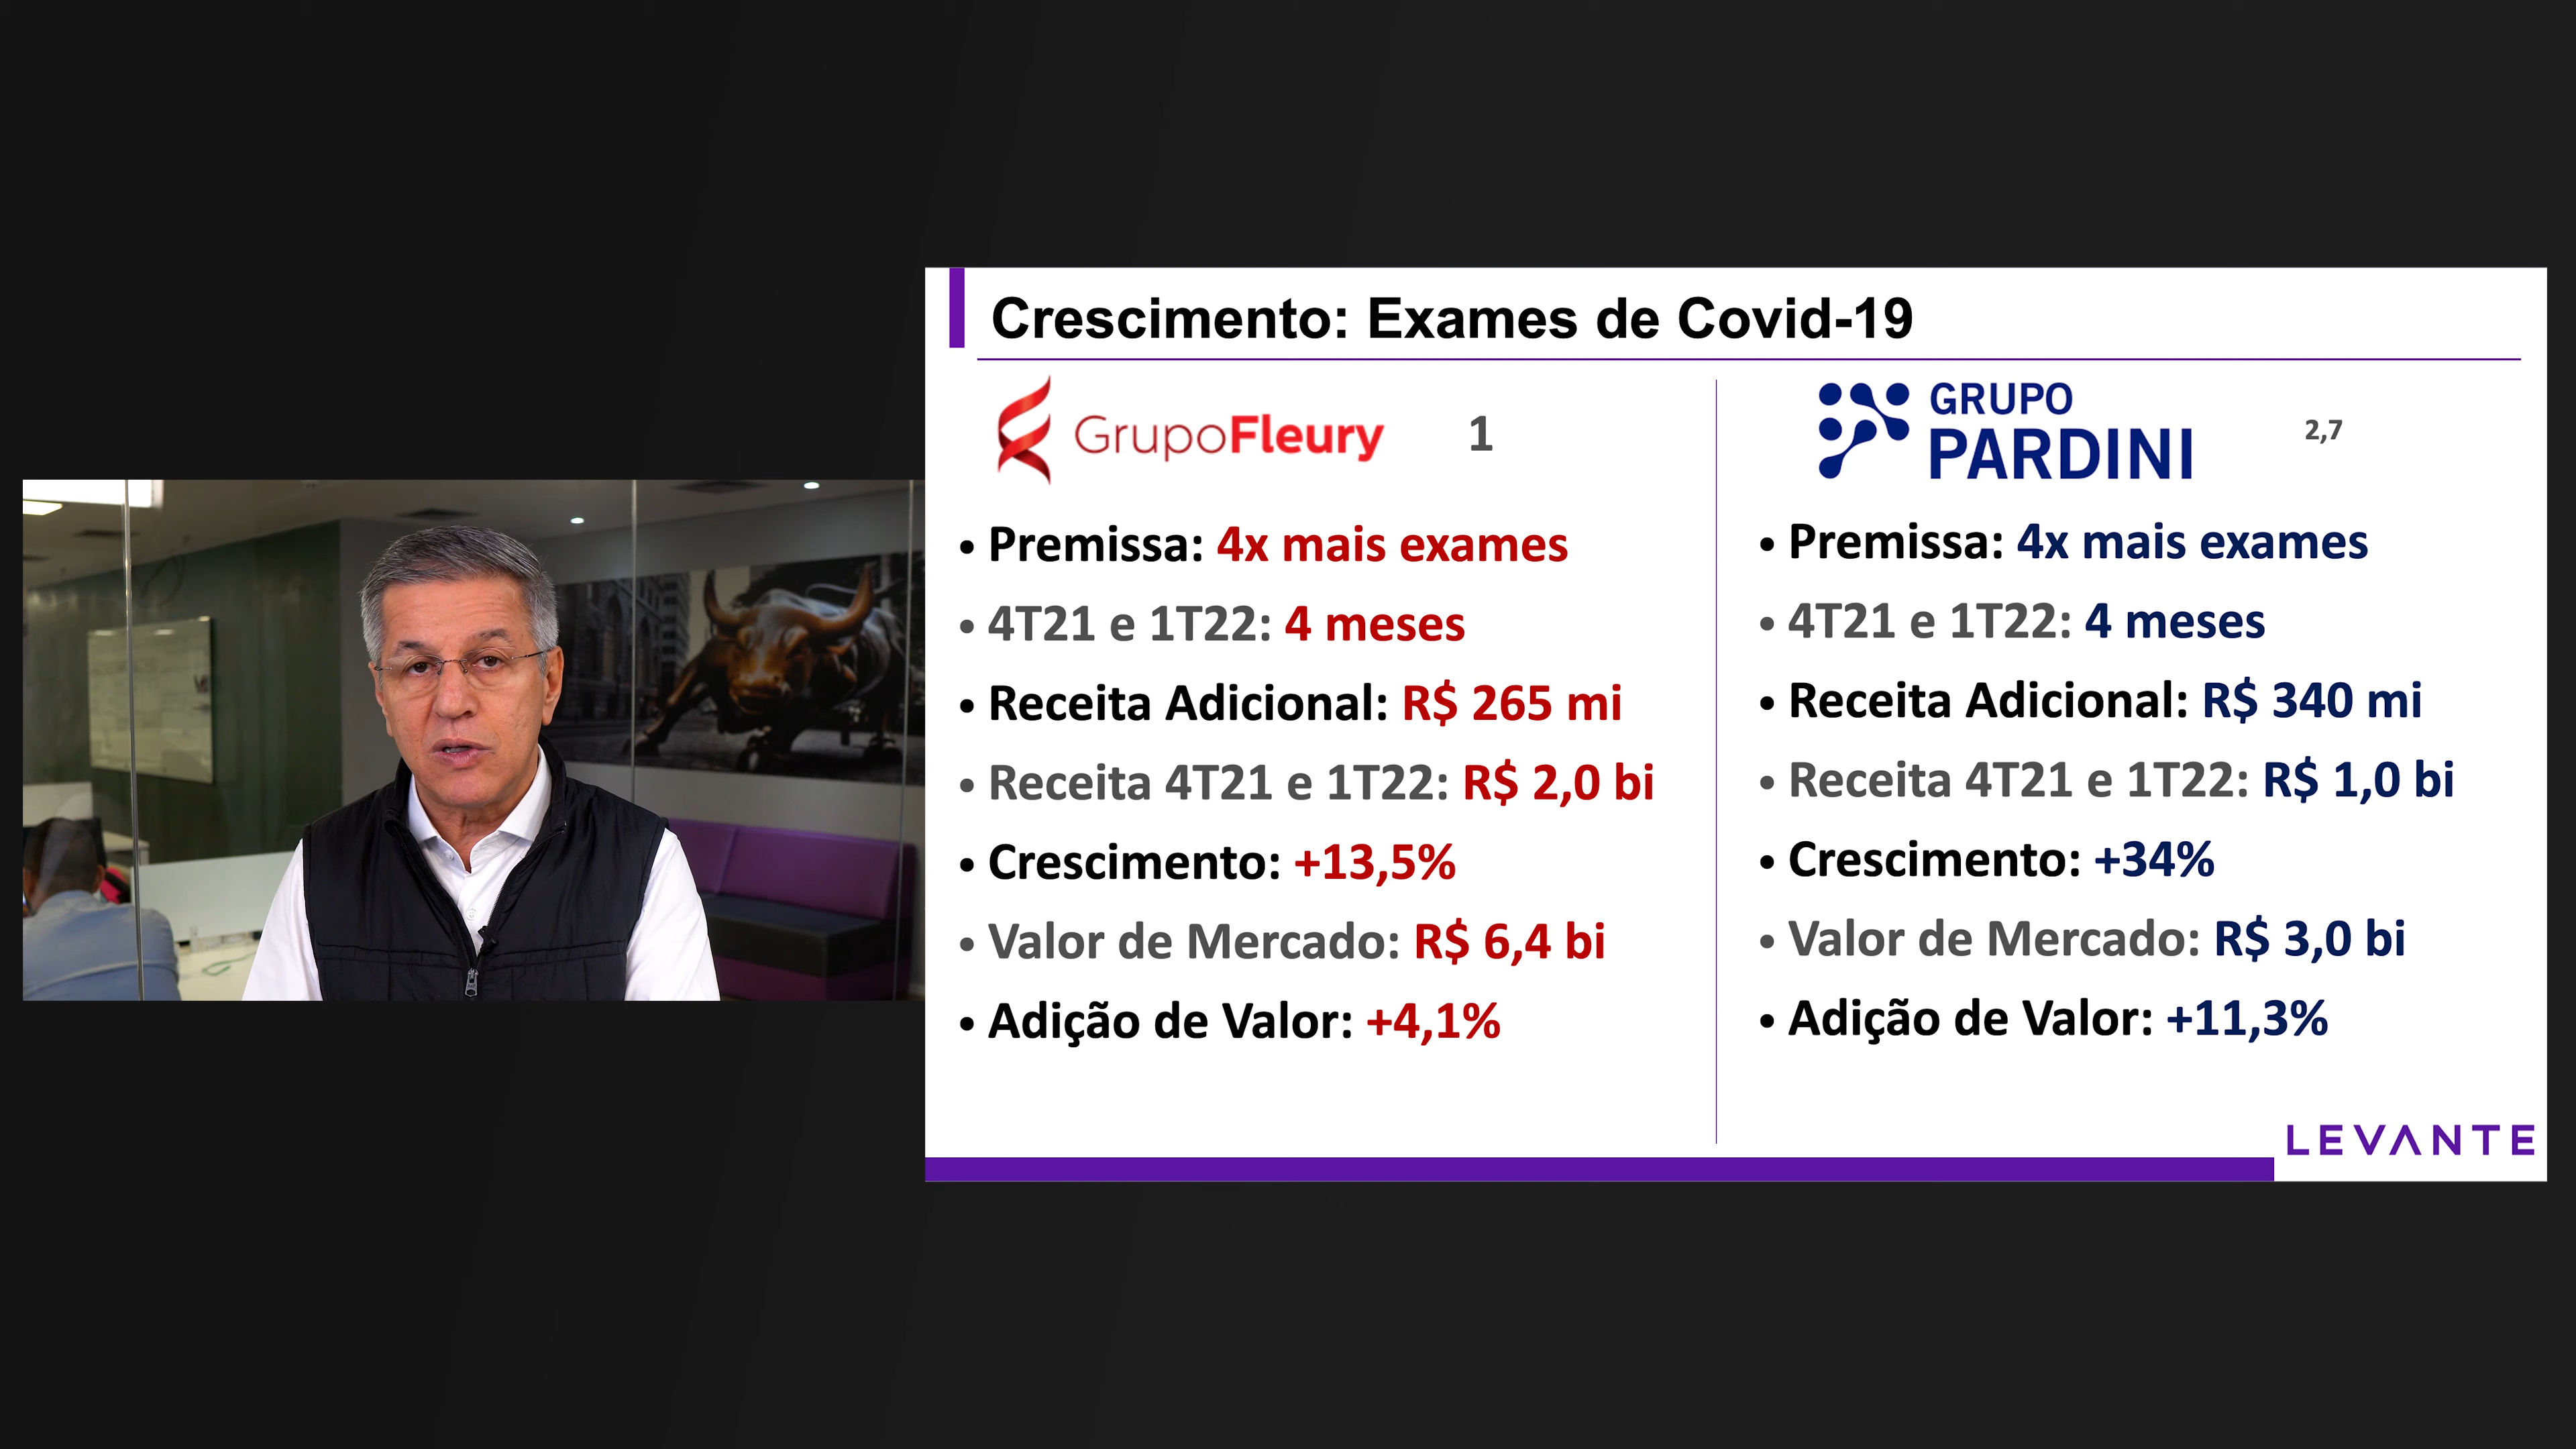 Crescimento: Exames de Covid-19
GrupoFleury
1
• Premissa: 4x mais exames
• 4T21 e 1T22: 4 meses
• Receita Adicional: R$ 265 mi
• Receita 4T21 e 1T22: R$ 2,0 bi
• Crescimento: +13,5%
• Valor de Mercado: R$ 6,4 bi
• Adição de Valor: +4,1%
GRUPO
PARDINI
2,7
• Premissa: 4x mais exames
• 4T21 e 1T22: 4 meses
• Receita Adicional: R$ 340 mi
• Receita 4T21 e 1T22: R$ 1,0 bi
• Crescimento: +34%
• Valor de Mercado: R$ 3,0 bi
• Adição de Valor: +11,3%
LEVANTE